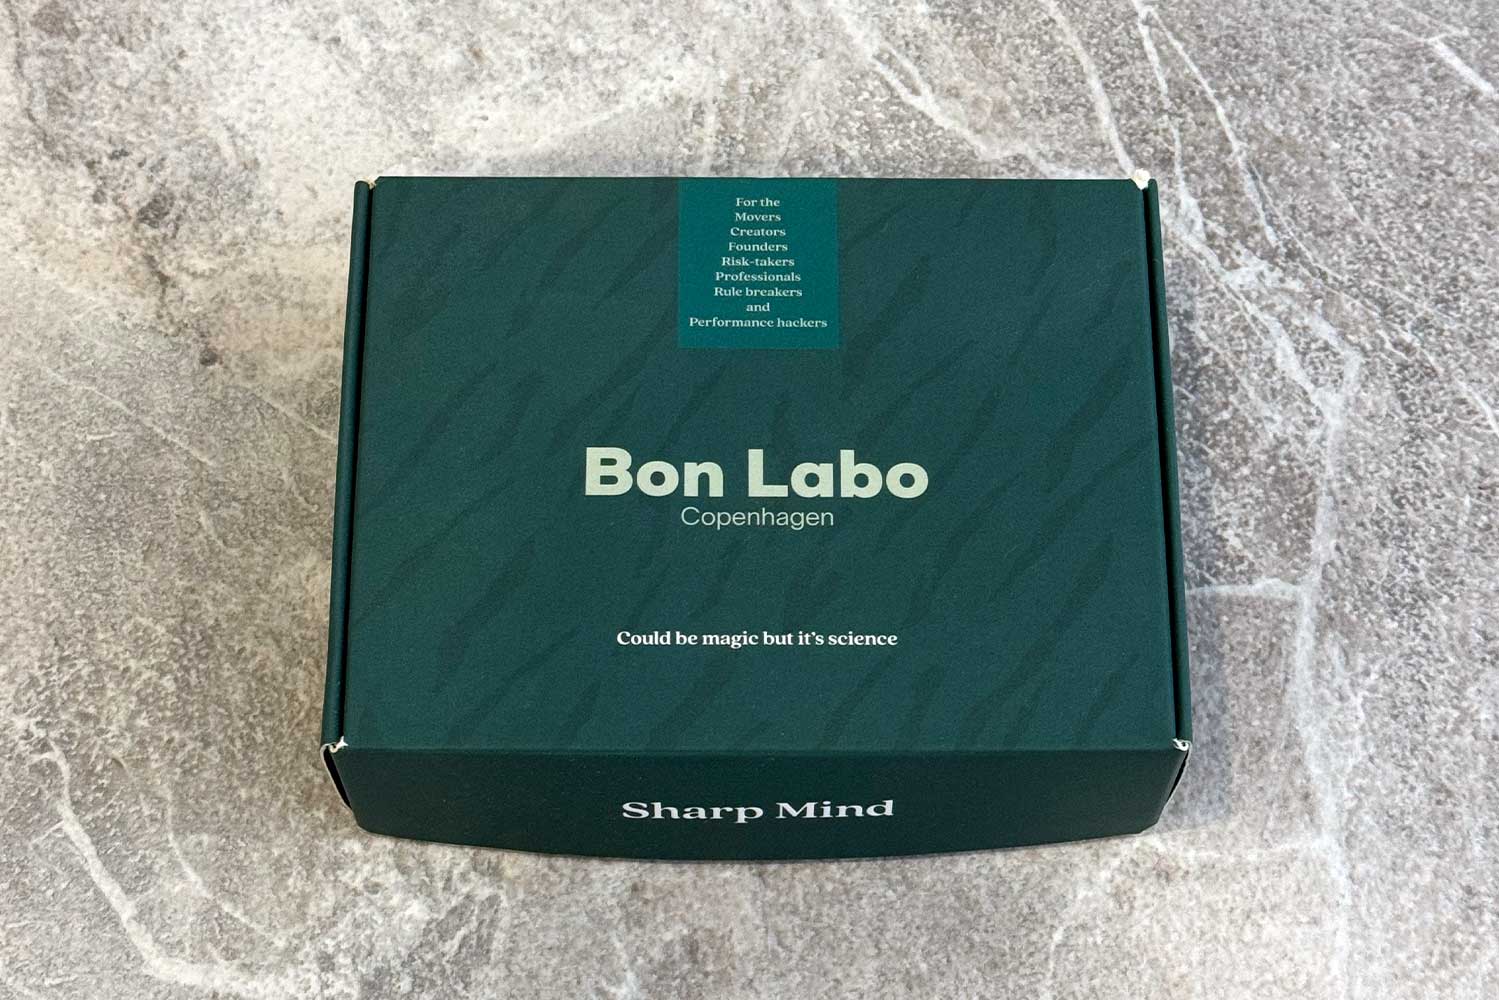 For the
Movers
Creators
Founders
Risk-takers
Professionals
Rule breakers
and
Performance hackers
Bon Labo
Copenhagen
Could be magic but it's science
Sharp Mind